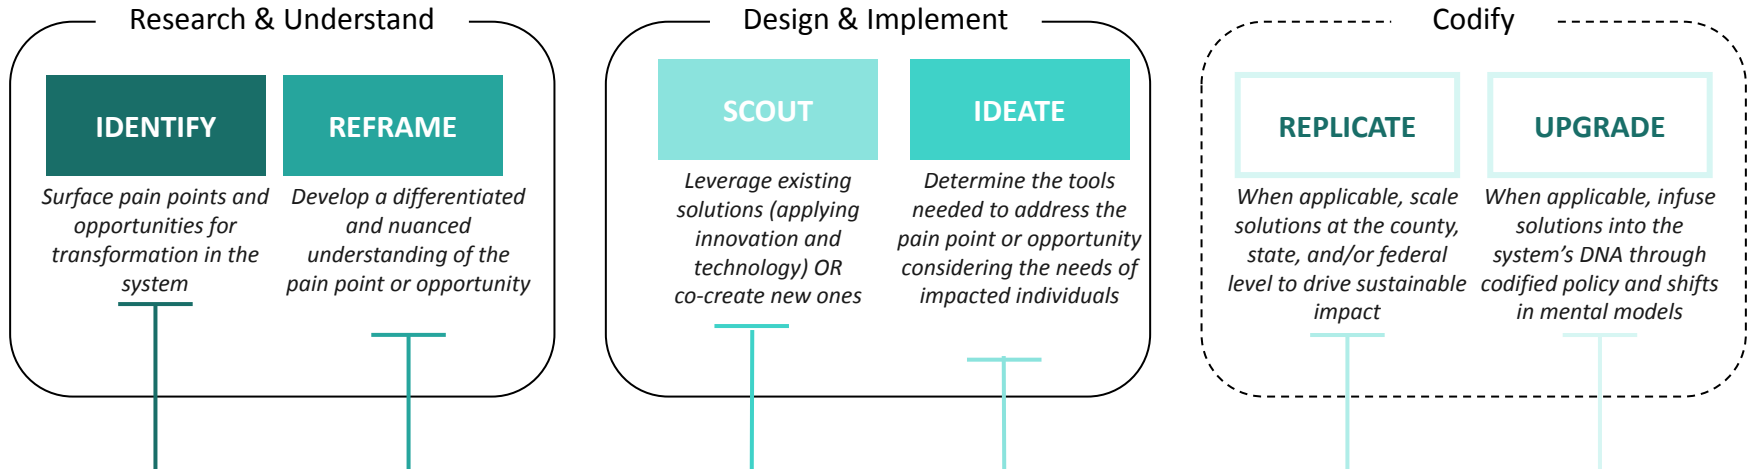 Research & Understand
IDENTIFY
Surface pain points and
opportunities for
transformation in the
system
REFRAME
Develop a differentiated
and nuanced
understanding of the
pain point or opportunity
Design & Implement
SCOUT
Leverage existing
solutions (applying
innovation and
technology) OR
co-create new ones
IDEATE
Determine the tools
needed to address the
pain point or opportunity
considering the needs of
impacted individuals
Codify
REPLICATE
When applicable, scale
solutions at the county,
state, and/or federal
level to drive sustainable
impact
UPGRADE
When applicable, infuse
solutions into the
system’s DNA through
codified policy and shifts
in mental models